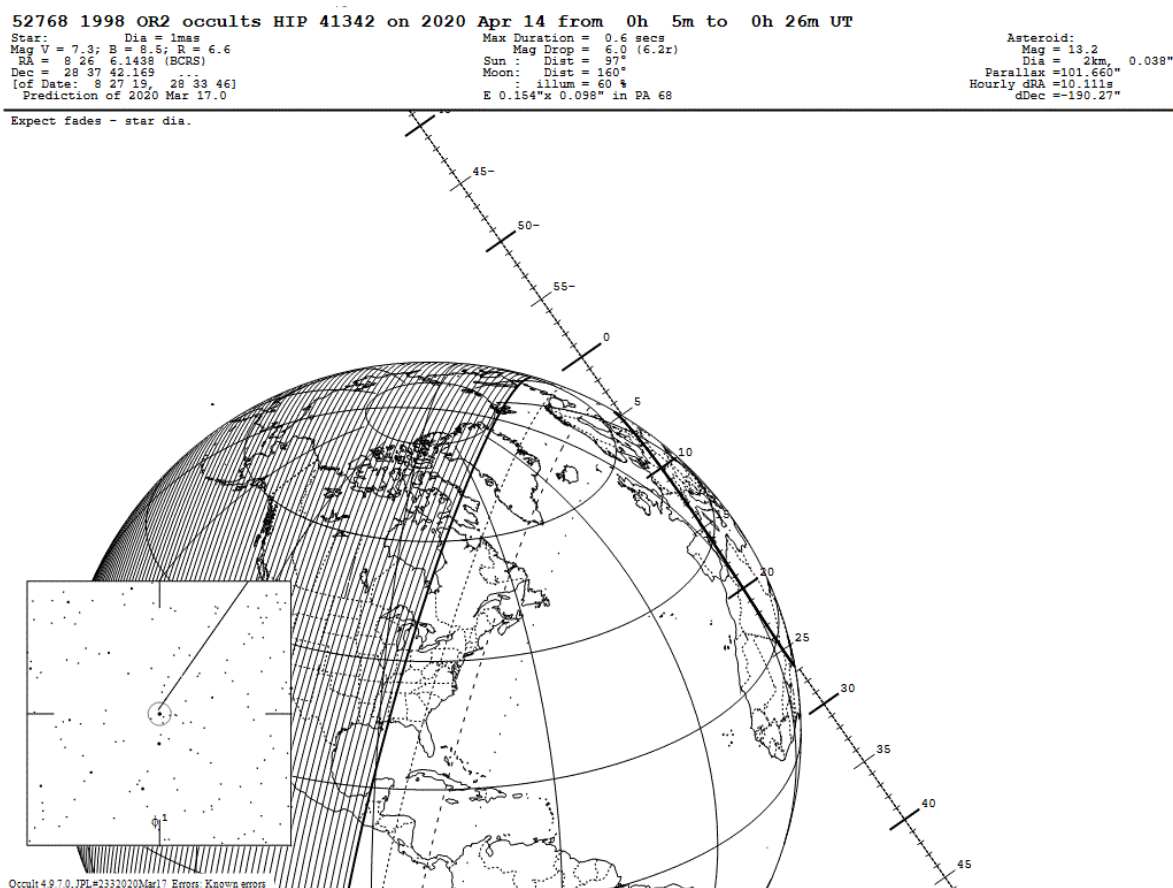 52768 1998 OR2 occults HIP 41342 on 2020 Apr 14 from  0h  5m to  0h 26m UT
Star:           Dia = 1mas
Mag V = 7.3; B = 8.5; R = 6.6
RA =  8 26  6.1438 (BCRS)
Dec = 28 37 42.169   ...
[of Date:  8 27 19,  28 33 46]
Prediction of 2020 Mar 17.0
Max Duration =  0.6 secs
Mag Drop =  6.0 (6.2r)
Sun :   Dist = 97°
Moon:   Dist = 160°
:  illum = 60 %
E 0.154"x 0.098" in PA 68
Asteroid:
Mag = 13.2
Dia =   2km,  0.038"
Parallax =101.660"
Hourly dRA =10.111s
dDec =-190.27"
Expect fades - star dia.
45-
50-
55-
0
5
10
15
20
25
30
35
40
45
1
Occult 4.9.7.0, JPL#2332020Mar17  Errors: Known errors